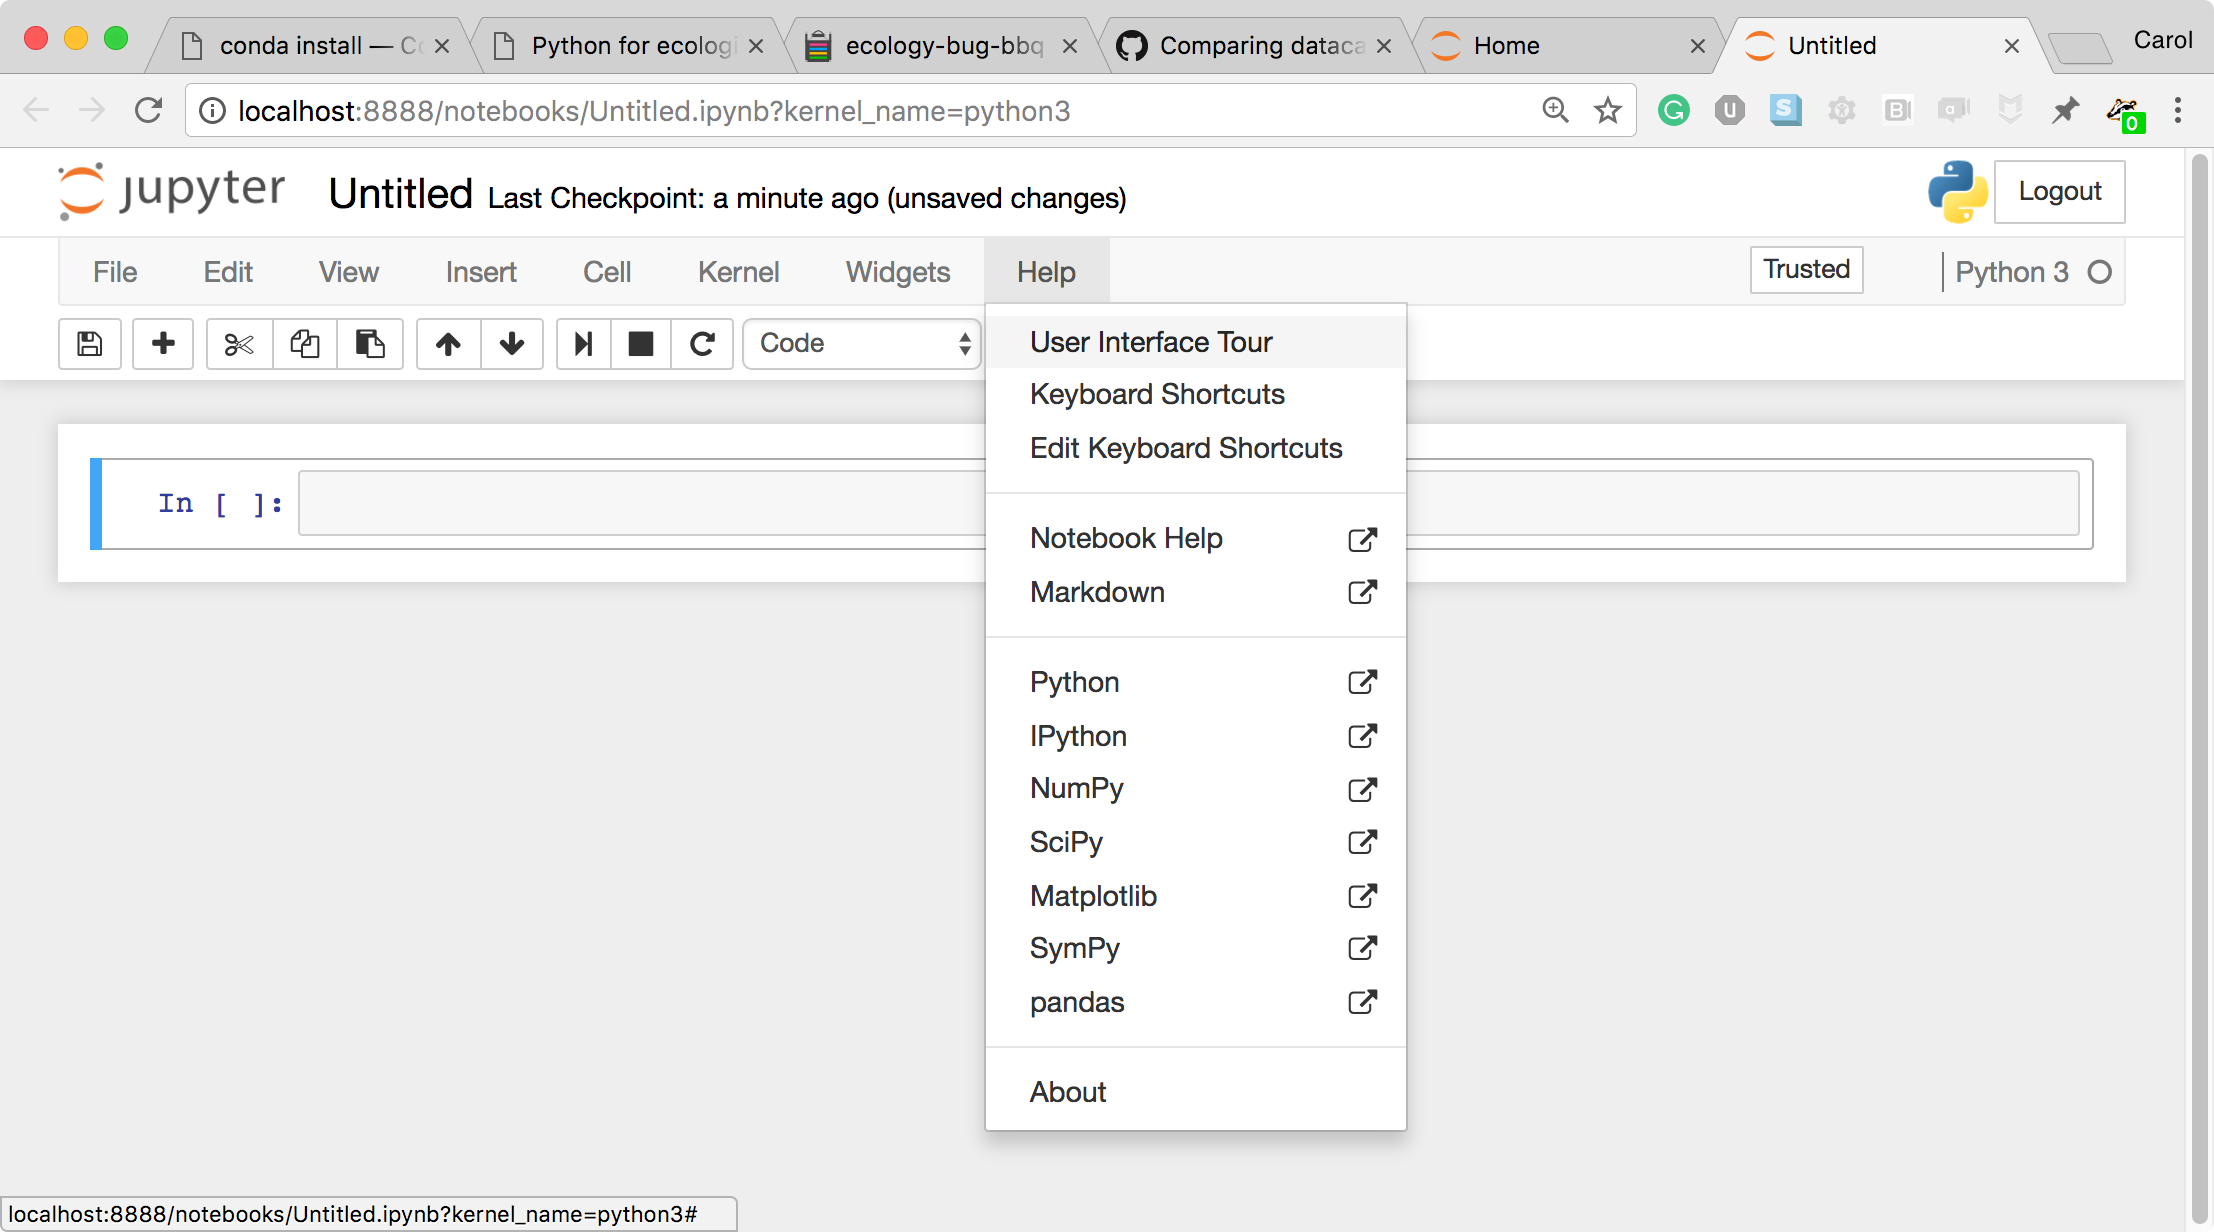 conda install — Co
Python for ecologi
ecology-bug-bbq
Comparing dataca
Home
Untitled
Carol
localhost:8888/notebooks/Untitled.ipynb?kernel_name=python3
0
jupyter Untitled Last Checkpoint: a minute ago (unsaved changes)
Logout
File Edit View Insert Cell Kernel Widgets Help
Trusted
Python 3
Code
User Interface Tour
Keyboard Shortcuts
Edit Keyboard Shortcuts
In [ ]:
Notebook Help
Markdown
Python
IPython
NumPy
SciPy
Matplotlib
SymPy
pandas
About
localhost:8888/notebooks/Untitled.ipynb?kernel_name=python3#